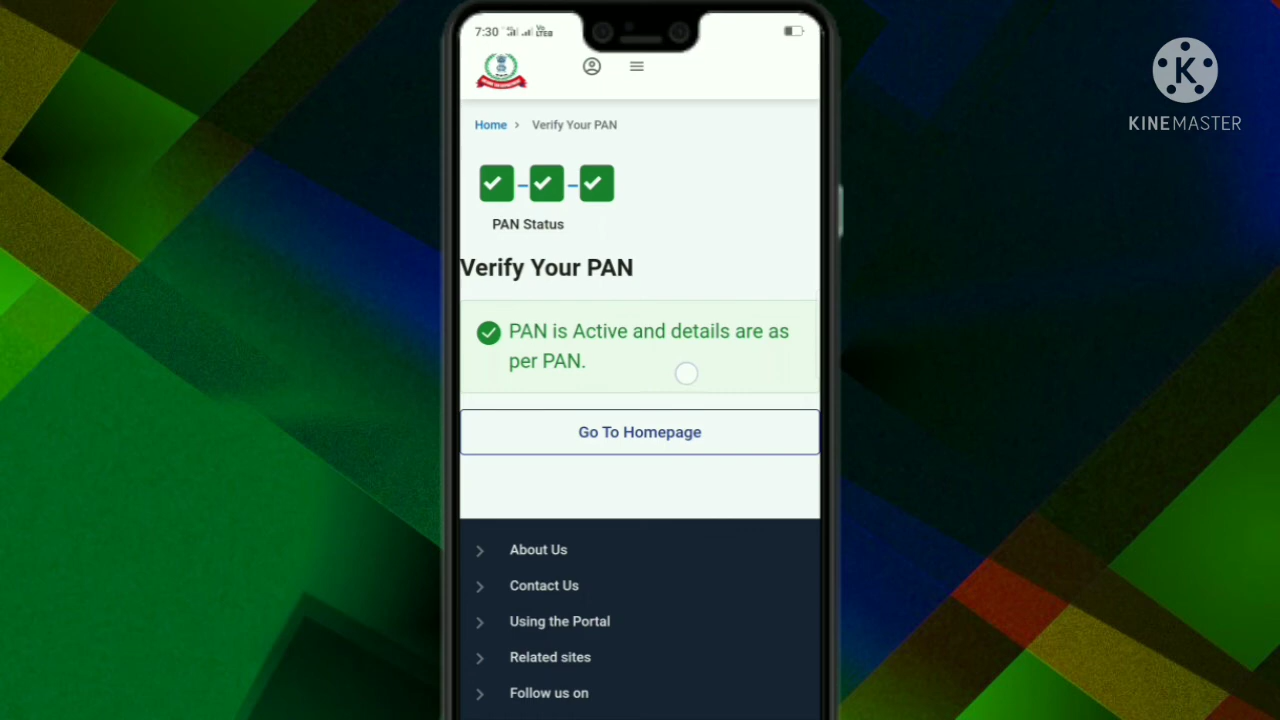 7:30
Home > Verify Your PAN
PAN Status
Verify Your PAN
PAN is Active and details are as
per PAN.
Go To Homepage
About Us
Contact Us
Using the Portal
Related sites
Follow us on
K
KINEMASTER